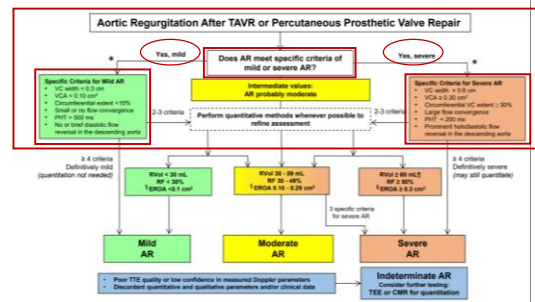 Aortic Regurgitation After TAVR or Percutaneous Prosthetic Valve Repair
Yes, mild
Does AR meet specific criteria of
mild or severe AR?
Yes, severe
*
*
Specific Criteria for Mild AR
• VC width < 0.3 cm
• VCA < 0.10 cm²
• Circumferential extent <10%
• Small or no flow convergence
• PHT > 500 ms
• No or brief diastolic flow
reversal in the descending aorta
Intermediate values:
AR probably moderate
Specific Criteria for Severe AR
• VC width > 0.6 cm
• VCA ≥ 0.30 cm²
• Circumferential VC extent ≥ 30%
• Large flow convergence
• PHT < 200 ms
• Prominent holodiastolic flow
reversal in the descending aorta
2-3 criteria
Perform quantitative methods whenever possible to
refine assessment
2-3 criteria
≥ 4 criteria
Definitively mild
(quantitation not needed)
RVol < 30 mL
RF < 30%
§ EROA <0.1 cm²
RVol 30 - 59 mL
RF 30 - 49%
§ EROA 0.10 - 0.29 cm²
RVol ≥ 60 mL¶
RF ≥ 50%
§ EROA ≥ 0.3 cm²
≥ 4 criteria
Definitively severe
(may still quantitate)
3 specific criteria
for severe AR
Mild
AR
Moderate
AR
Severe
AR
• Poor TTE quality or low confidence in measured Doppler parameters
• Discordant quantitative and qualitative parameters and/or clinical data
Indeterminate AR
Consider further testing:
TEE or CMR for quantitation